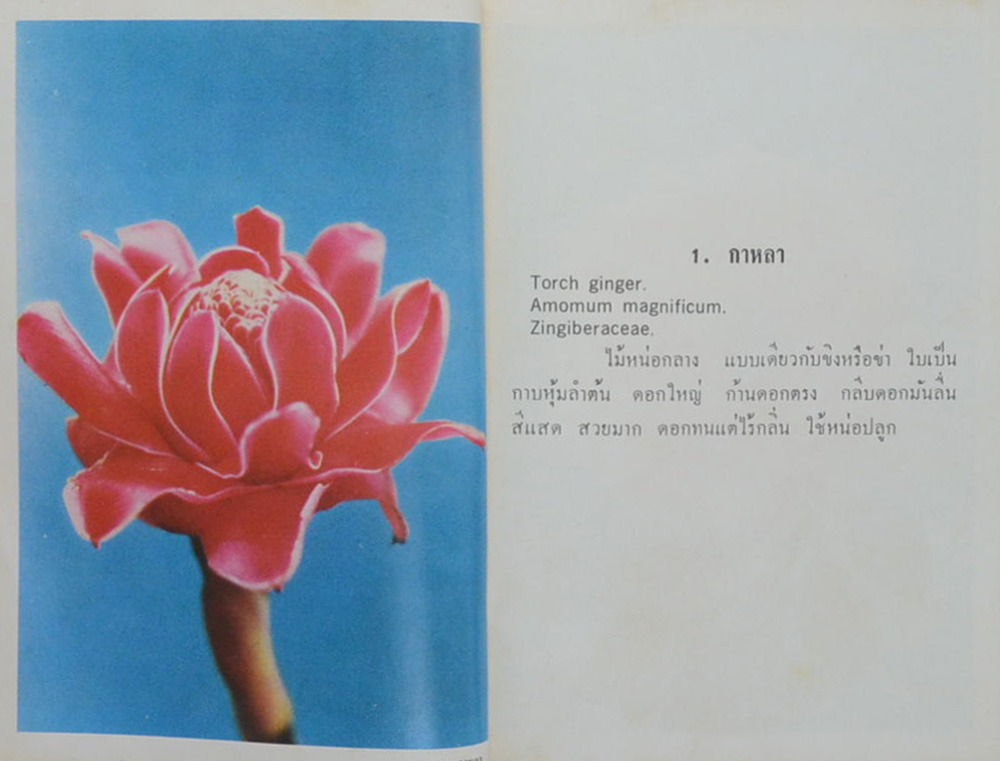 1. กาหลา
Torch ginger.
Amomum magnificum.
Zingiberaceae.
ไม้หน่อกลาง แบบเดียวกับขิงหรือข่า ใบเป็น
กาบหุ้มลำต้น ดอกใหญ่ ก้านดอกตรง กลีบดอกมันลื่น
สีแสด สวยมาก ดอกทนแต่ไร้กลิ่น ใช้หน่อปลูก